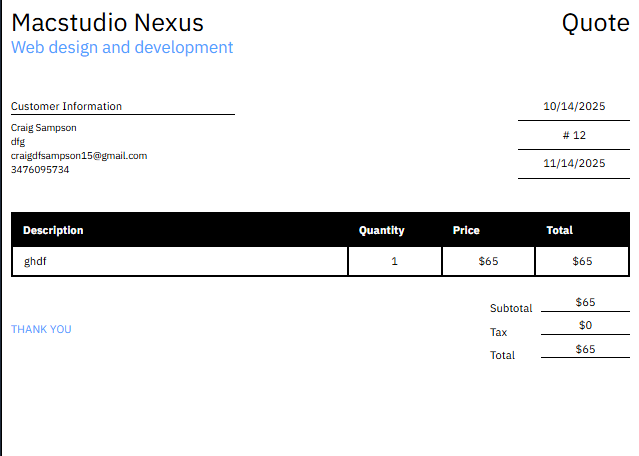 Macstudio Nexus
Quote
Web design and development
Customer Information
10/14/2025
Craig Sampson
# 12
dfg
craigdfsampson15@gmail.com
11/14/2025
3476095734
Description Quantity Price Total
ghdf 1 $65 $65
Subtotal $65
THANK YOU
Tax $0
Total $65